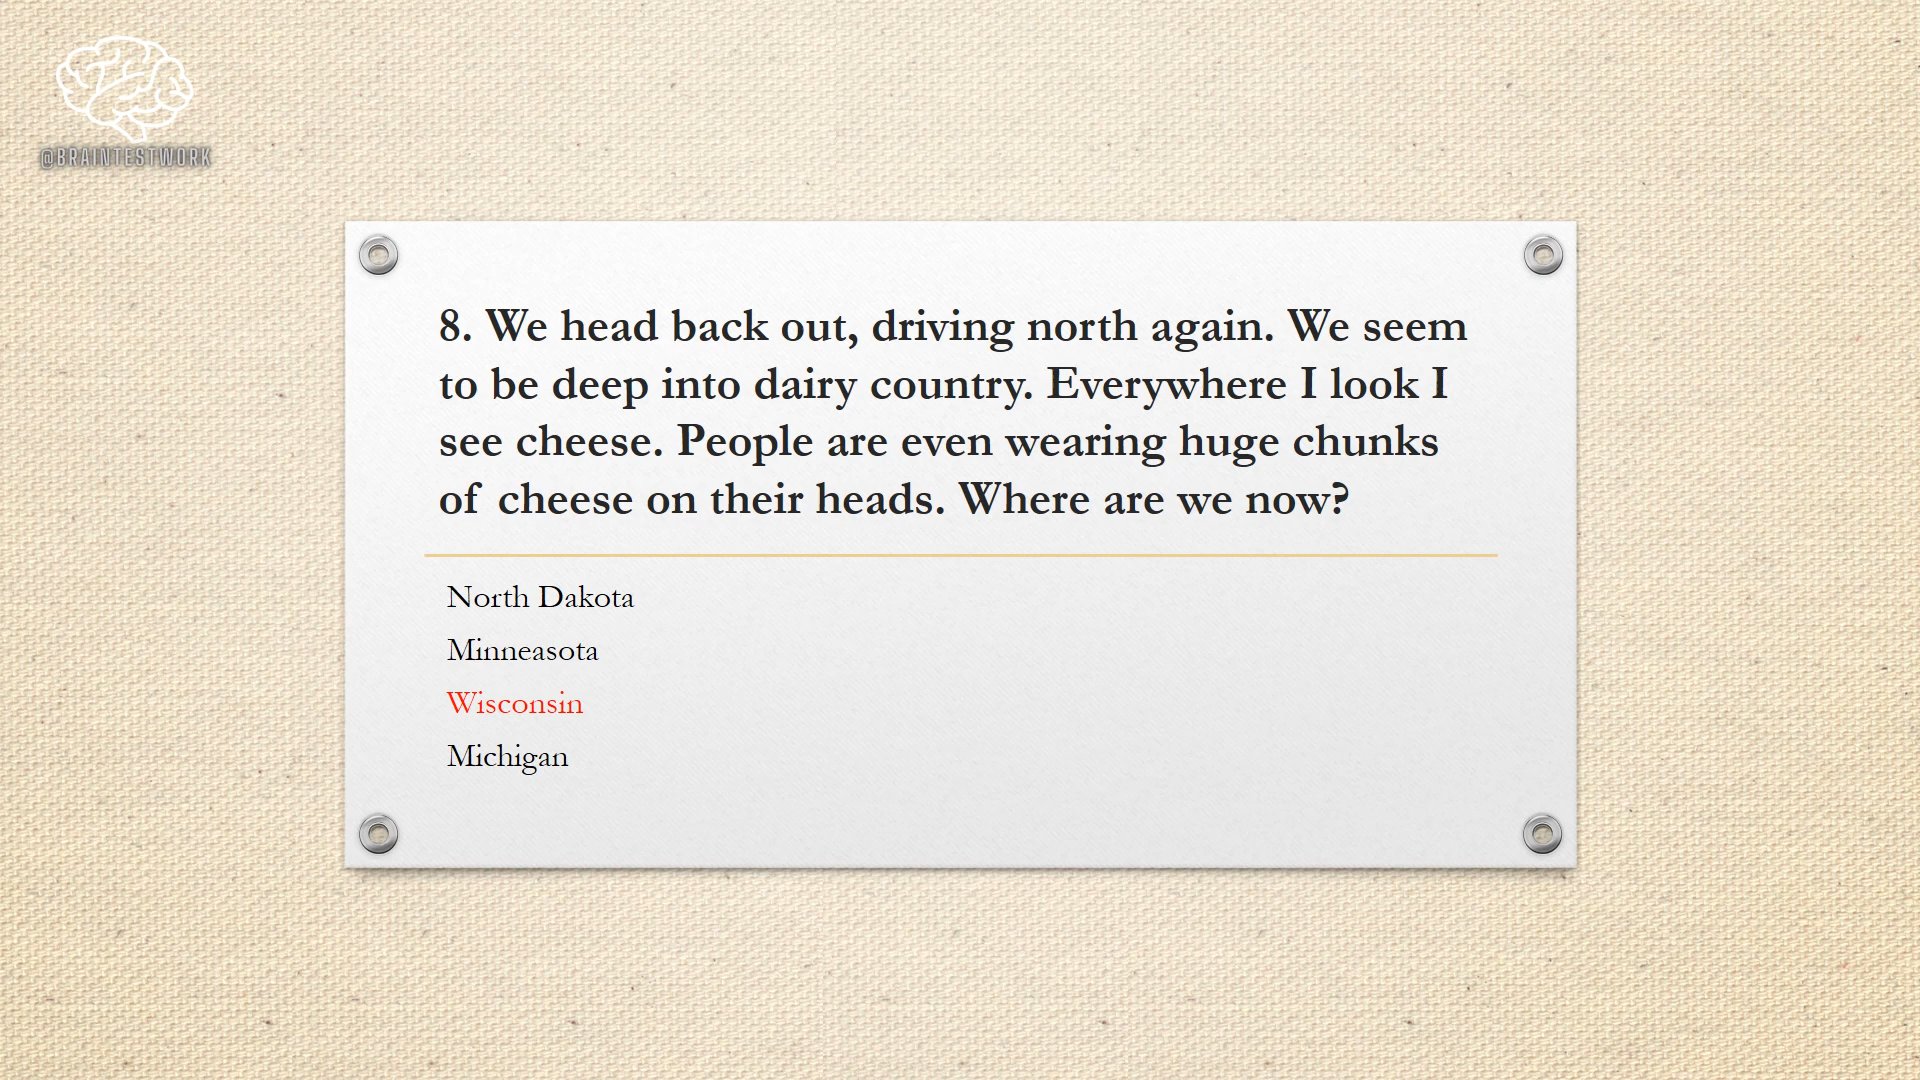 @BRAINTESTWORK
8. We head back out, driving north again. We seem
to be deep into dairy country. Everywhere I look I
see cheese. People are even wearing huge chunks
of cheese on their heads. Where are we now?
North Dakota
Minneasota
Wisconsin
Michigan